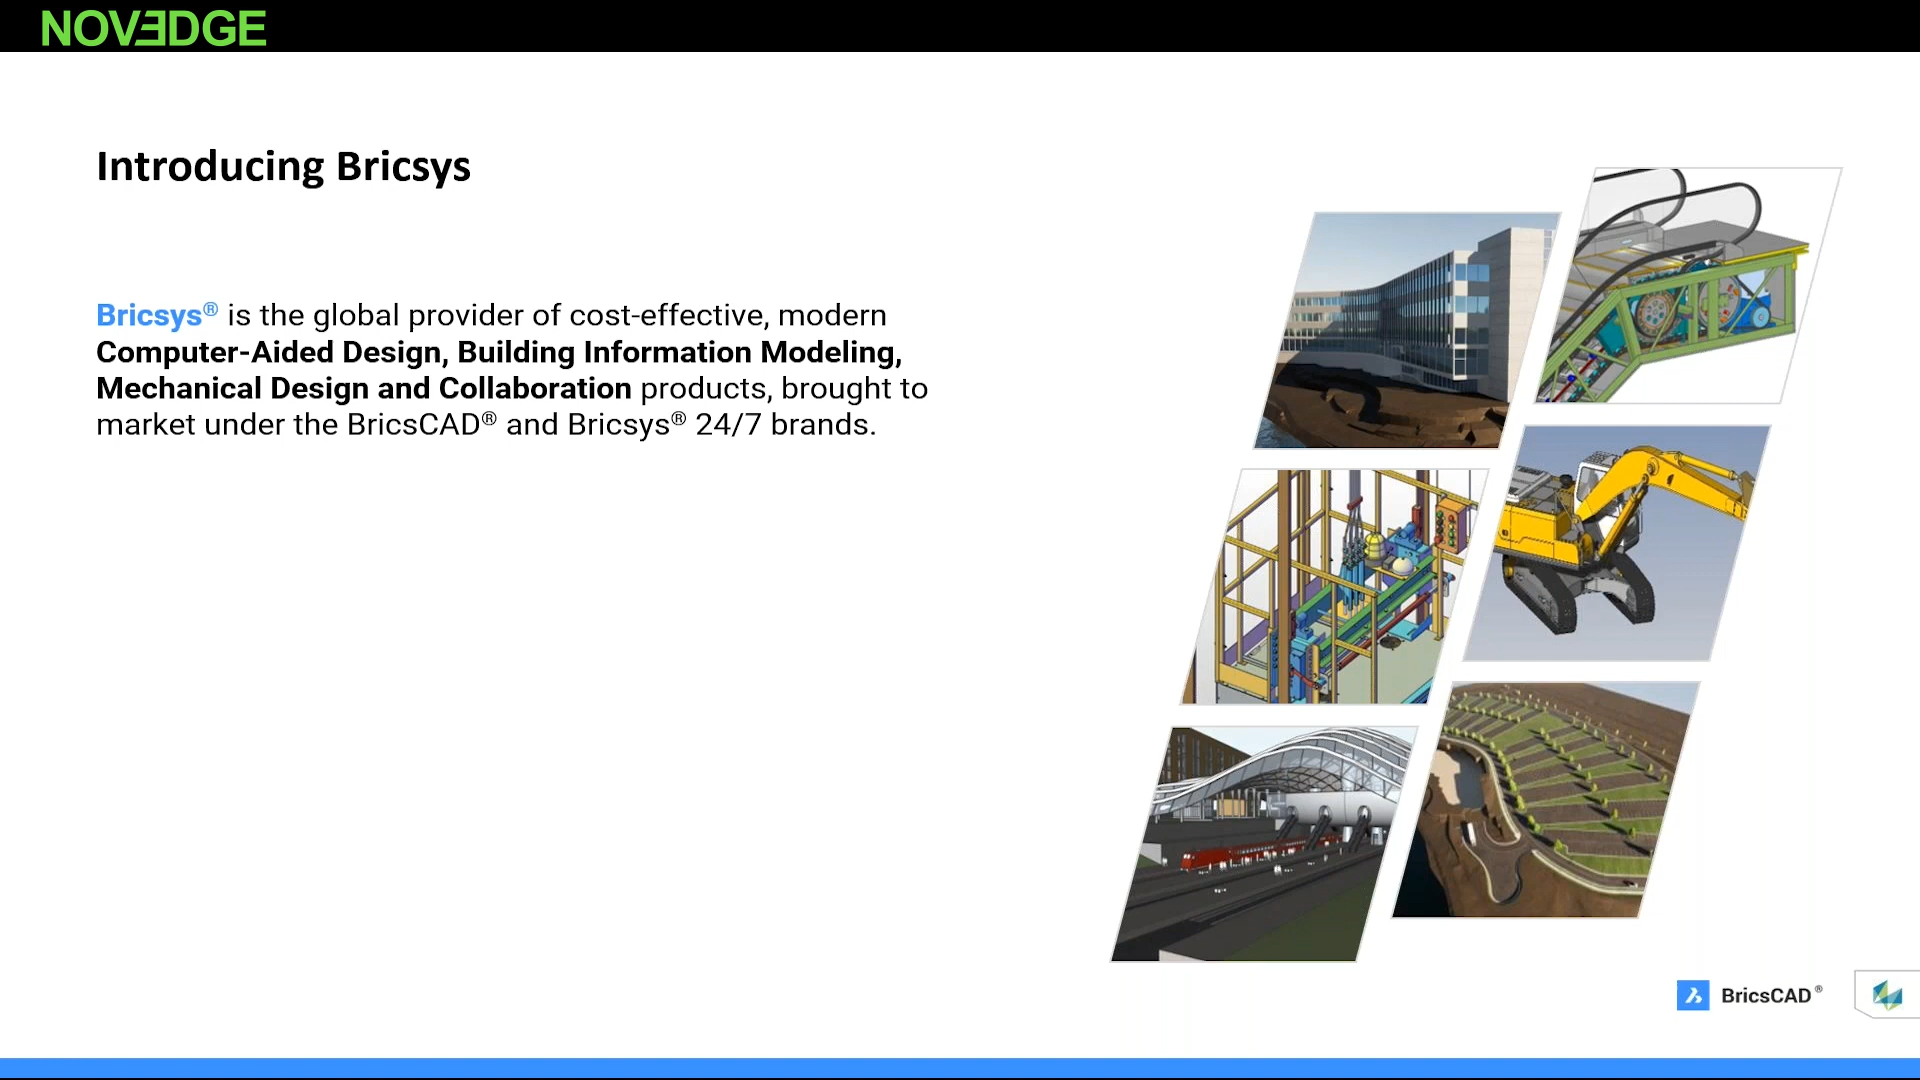 NOVEDGE
Introducing Bricsys
Bricsys® is the global provider of cost-effective, modern
Computer-Aided Design, Building Information Modeling,
Mechanical Design and Collaboration products, brought to
market under the BricsCAD® and Bricsys® 24/7 brands.
BricsCAD®